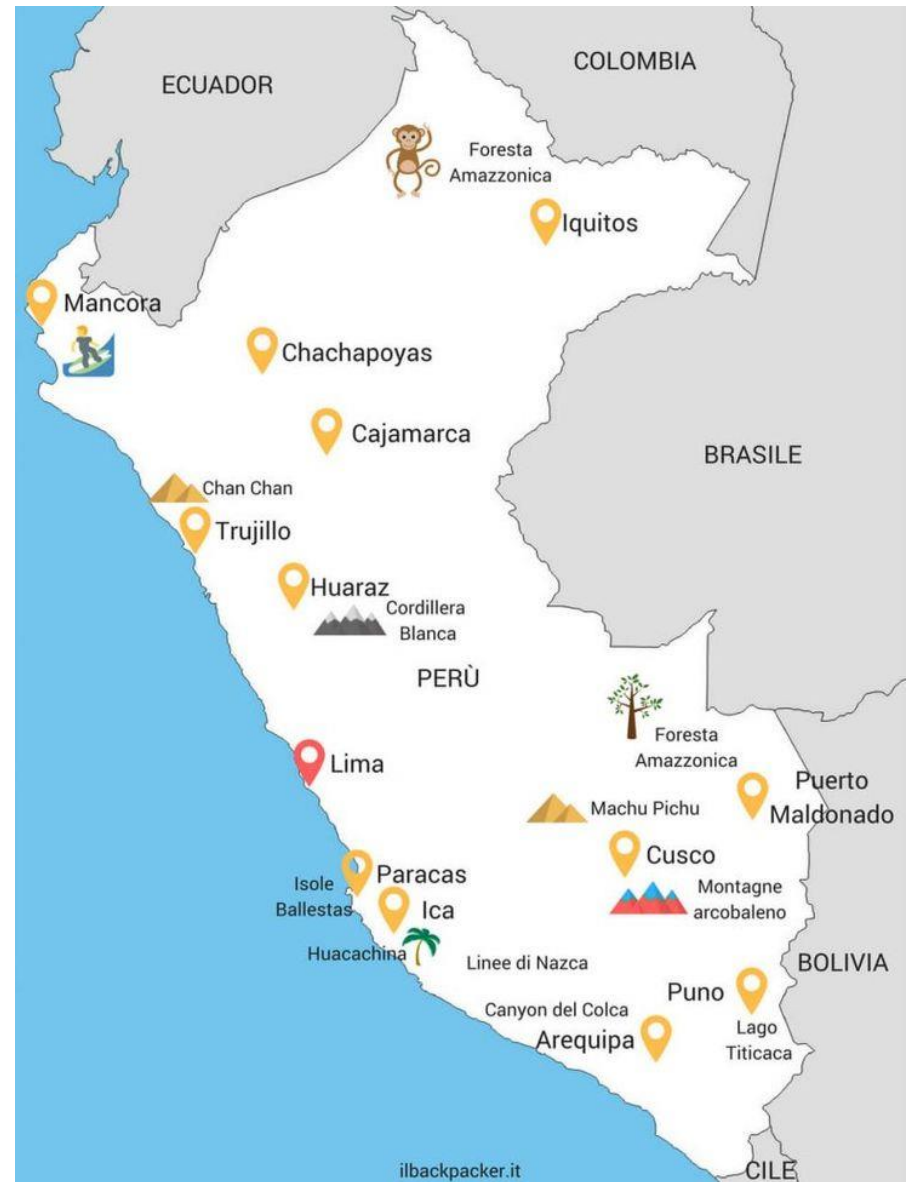 COLOMBIA
ECUADOR
Foresta
Amazzonica
Iquitos
Mancora
Chachapoyas
Cajamarca
BRASILE
Chan Chan
Trujillo
Huaraz
Cordillera
Blanca
PERÙ
Foresta
Amazzonica
Lima
Puerto
Maldonado
Machu Pichu
Cusco
Paracas
Isole
Ballestas
Montagne
arcobaleno
Ica
Huacachina
Linee di Nazca
BOLIVIA
Puno
Canyon del Colca
Arequipa
Lago
Titicaca
ilbackpacker.it
CILE